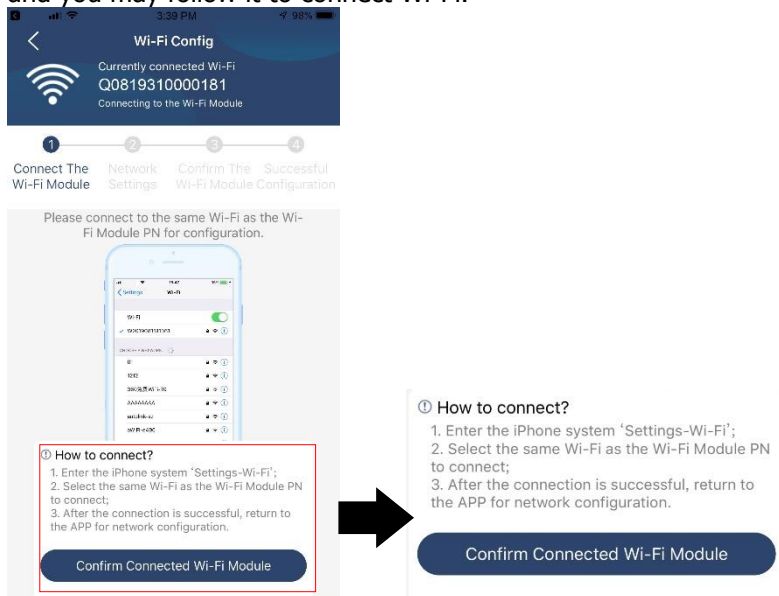 and you may follow it to connect Wi-Fi.
3:39 PM 98%
Wi-Fi Config
Currently connected Wi-Fi
Q0819310000181
Connecting to the Wi-Fi Module
1 2 3 4
Connect The Network Confirm The Successful
Wi-Fi Module Settings Wi-Fi Module Configuration
Please connect to the same Wi-Fi as the Wi-
Fi Module PN for configuration.
Settings Wi-Fi
Wi-Fi
How to connect?
1. Enter the iPhone system ‘Settings-Wi-Fi’;
2. Select the same Wi-Fi as the Wi-Fi Module PN
to connect;
3. After the connection is successful, return to
the APP for network configuration.
Confirm Connected Wi-Fi Module
How to connect?
1. Enter the iPhone system ‘Settings-Wi-Fi’;
2. Select the same Wi-Fi as the Wi-Fi Module PN
to connect;
3. After the connection is successful, return to
the APP for network configuration.
Confirm Connected Wi-Fi Module